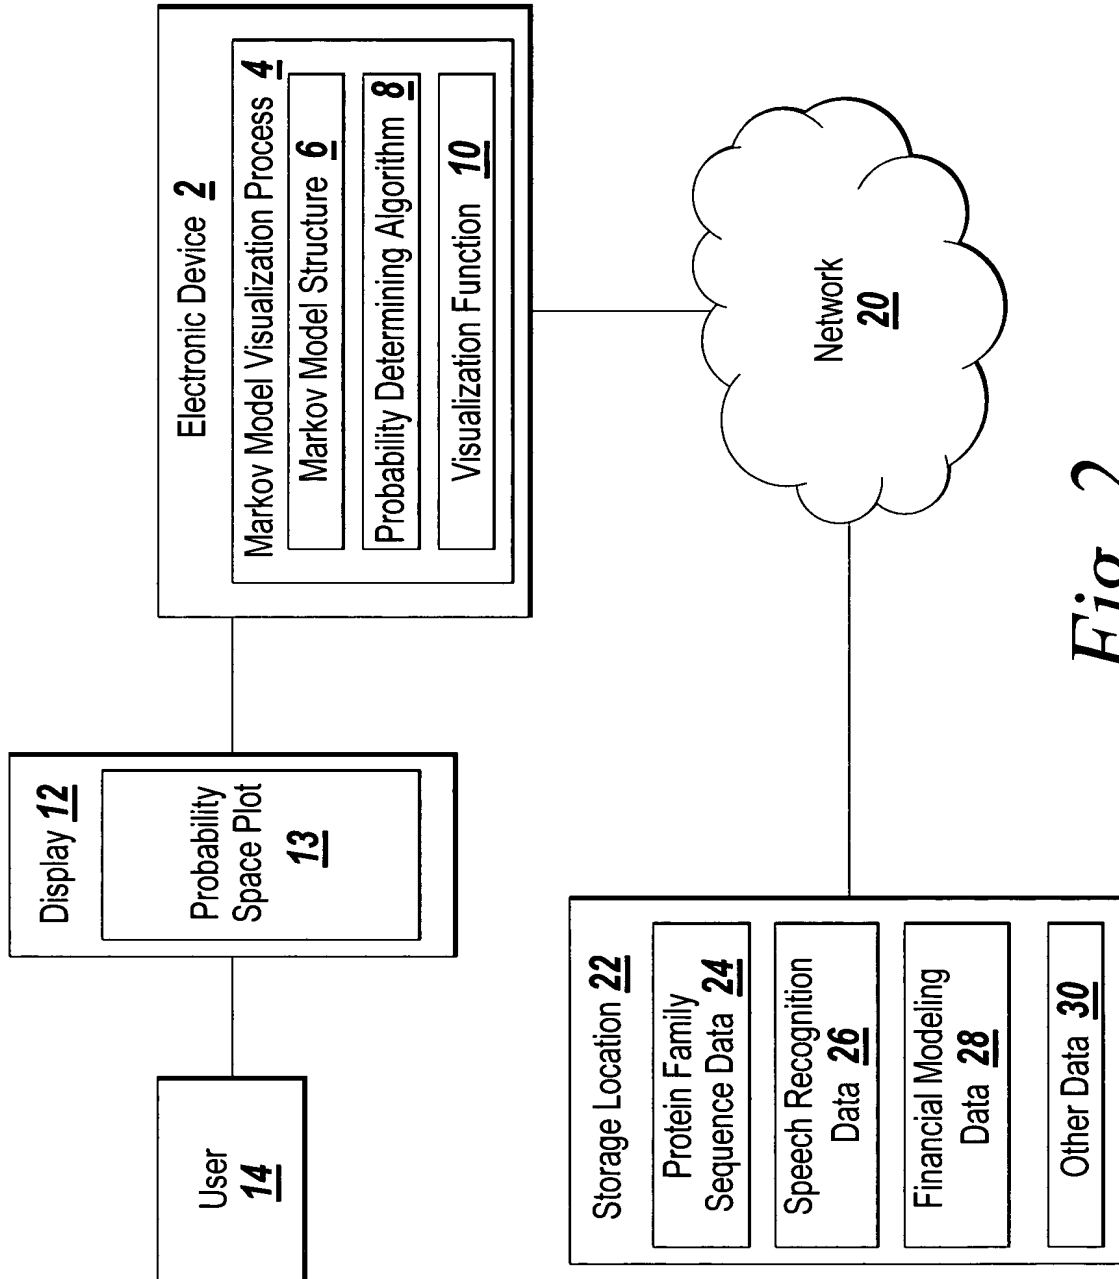 User
14
Display 12
Probability
Space Plot
13
Electronic Device 2
Markov Model Visualization Process 4
Markov Model Structure 6
Probability Determining Algorithm 8
Visualization Function 10
Storage Location 22
Protein Family
Sequence Data 24
Speech Recognition
Data 26
Financial Modeling
Data 28
Other Data 30
Network
20
Fig. 2